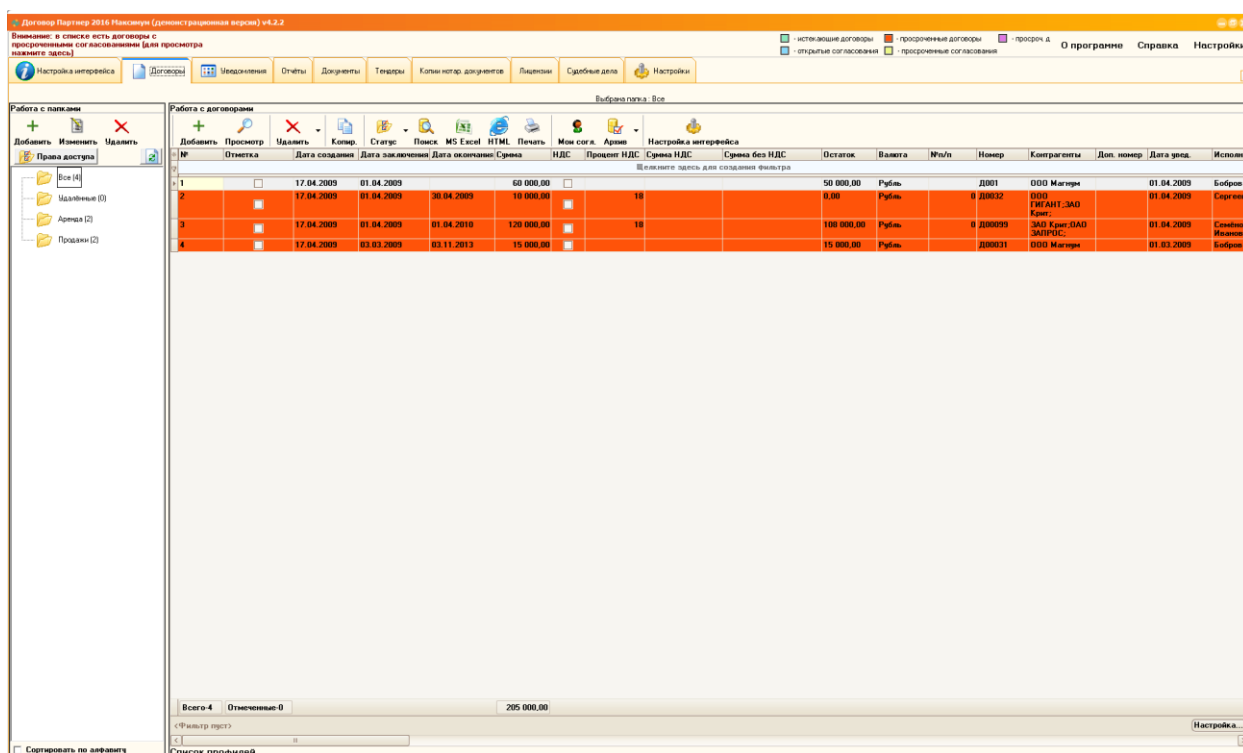 Договор Партнер 2016 Максимум (демонстрационная версия) v4.2.2
Внимание: в списке есть договоры с
просроченными согласованиями (для просмотра
нажмите здесь)
- истекающие договоры - просроченные договоры - просроч. д
- открытые согласования - просроченные согласования
О программе Справка Настройки
Настройка интерфейса Договоры Уведомления Отчёты Документы Тендеры Копии нотар. документов Лицензии Судебные дела Настройки
Выбрана папка : Все
Работа с папками
Добавить Изменить Удалить
Права доступа
Все (4)
Удалённые (0)
Аренда (2)
Продажи (2)
Сортировать по алфавиту
Работа с договорами
Добавить Просмотр Удалить Копир. Статус Поиск MS Excel HTML Печать Мои согл. Архив Настройка интерфейса
№ Отметка Дата создания Дата заключения Дата окончания Сумма НДС Процент НДС Сумма НДС Сумма без НДС Остаток Валюта №п/п Номер Контрагенты Доп. номер Дата увед. Исполн
Щелкните здесь для создания фильтра
1 17.04.2009 01.04.2009 60 000,00 50 000,00 Рубль Д001 ООО Магнум 01.04.2009 Бобров
2 17.04.2009 01.04.2009 30.04.2009 10 000,00 18 0,00 Рубль 0 Д0032 ООО
ГИГАНТ;ЗАО
Крит; 01.04.2009 Сергее
3 17.04.2009 01.04.2009 01.04.2010 120 000,00 18 100 000,00 Рубль 0 Д00099 ЗАО Крит;ОАО
ЗАПРОС; 01.04.2009 Семёно
Иванов
4 17.04.2009 03.03.2009 03.11.2013 15 000,00 15 000,00 Рубль Д00031 ООО Магнум 01.03.2009 Бобров
Всего-4 Отмеченные-0 205 000,00
<Фильтр пуст>
Настройка...
Список профилей